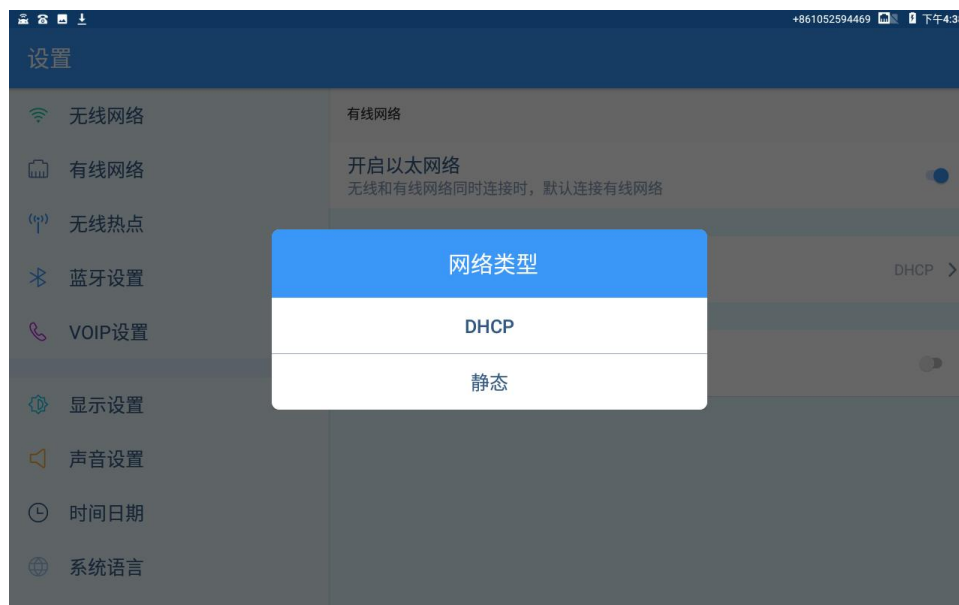 +861052594469 下午4:3
设置
无线网络
有线网络
无线热点
蓝牙设置
VOIP设置
显示设置
声音设置
时间日期
系统语言
有线网络
开启以太网络
无线和有线网络同时连接时，默认连接有线网络
DHCP
网络类型
DHCP
静态